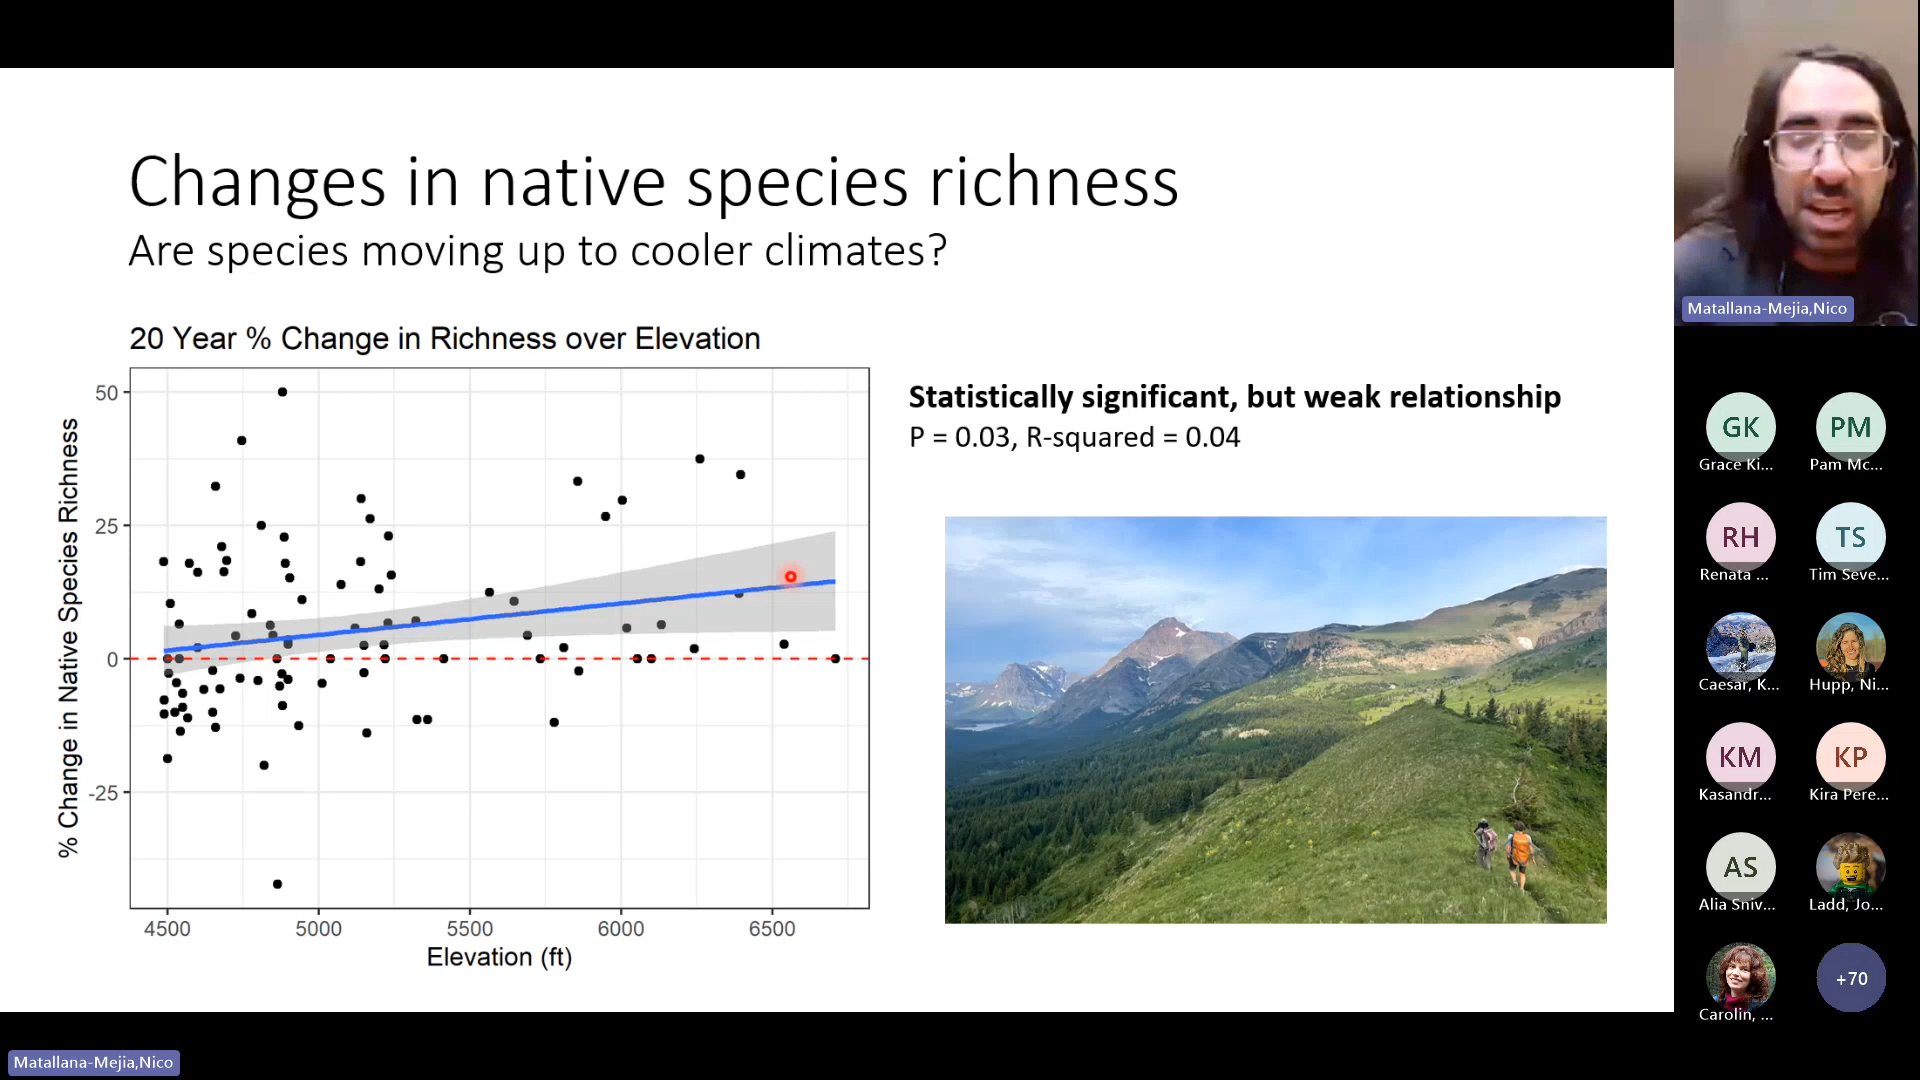 Changes in native species richness
Are species moving up to cooler climates?
20 Year % Change in Richness over Elevation
% Change in Native Species Richness
50
25
0
-25
4500 5000 5500 6000 6500
Elevation (ft)
Statistically significant, but weak relationship
P = 0.03, R-squared = 0.04
Matallana-Mejia,Nico
GK PM
Grace Ki... Pam Mc...
RH TS
Renata ... Tim Seve...
Caesar, K... Hupp, Ni...
KM KP
Kasandr... Kira Pere...
AS
Alia Sniv... Ladd, Jo...
+70
Carolin, ...
Matallana-Mejia,Nico